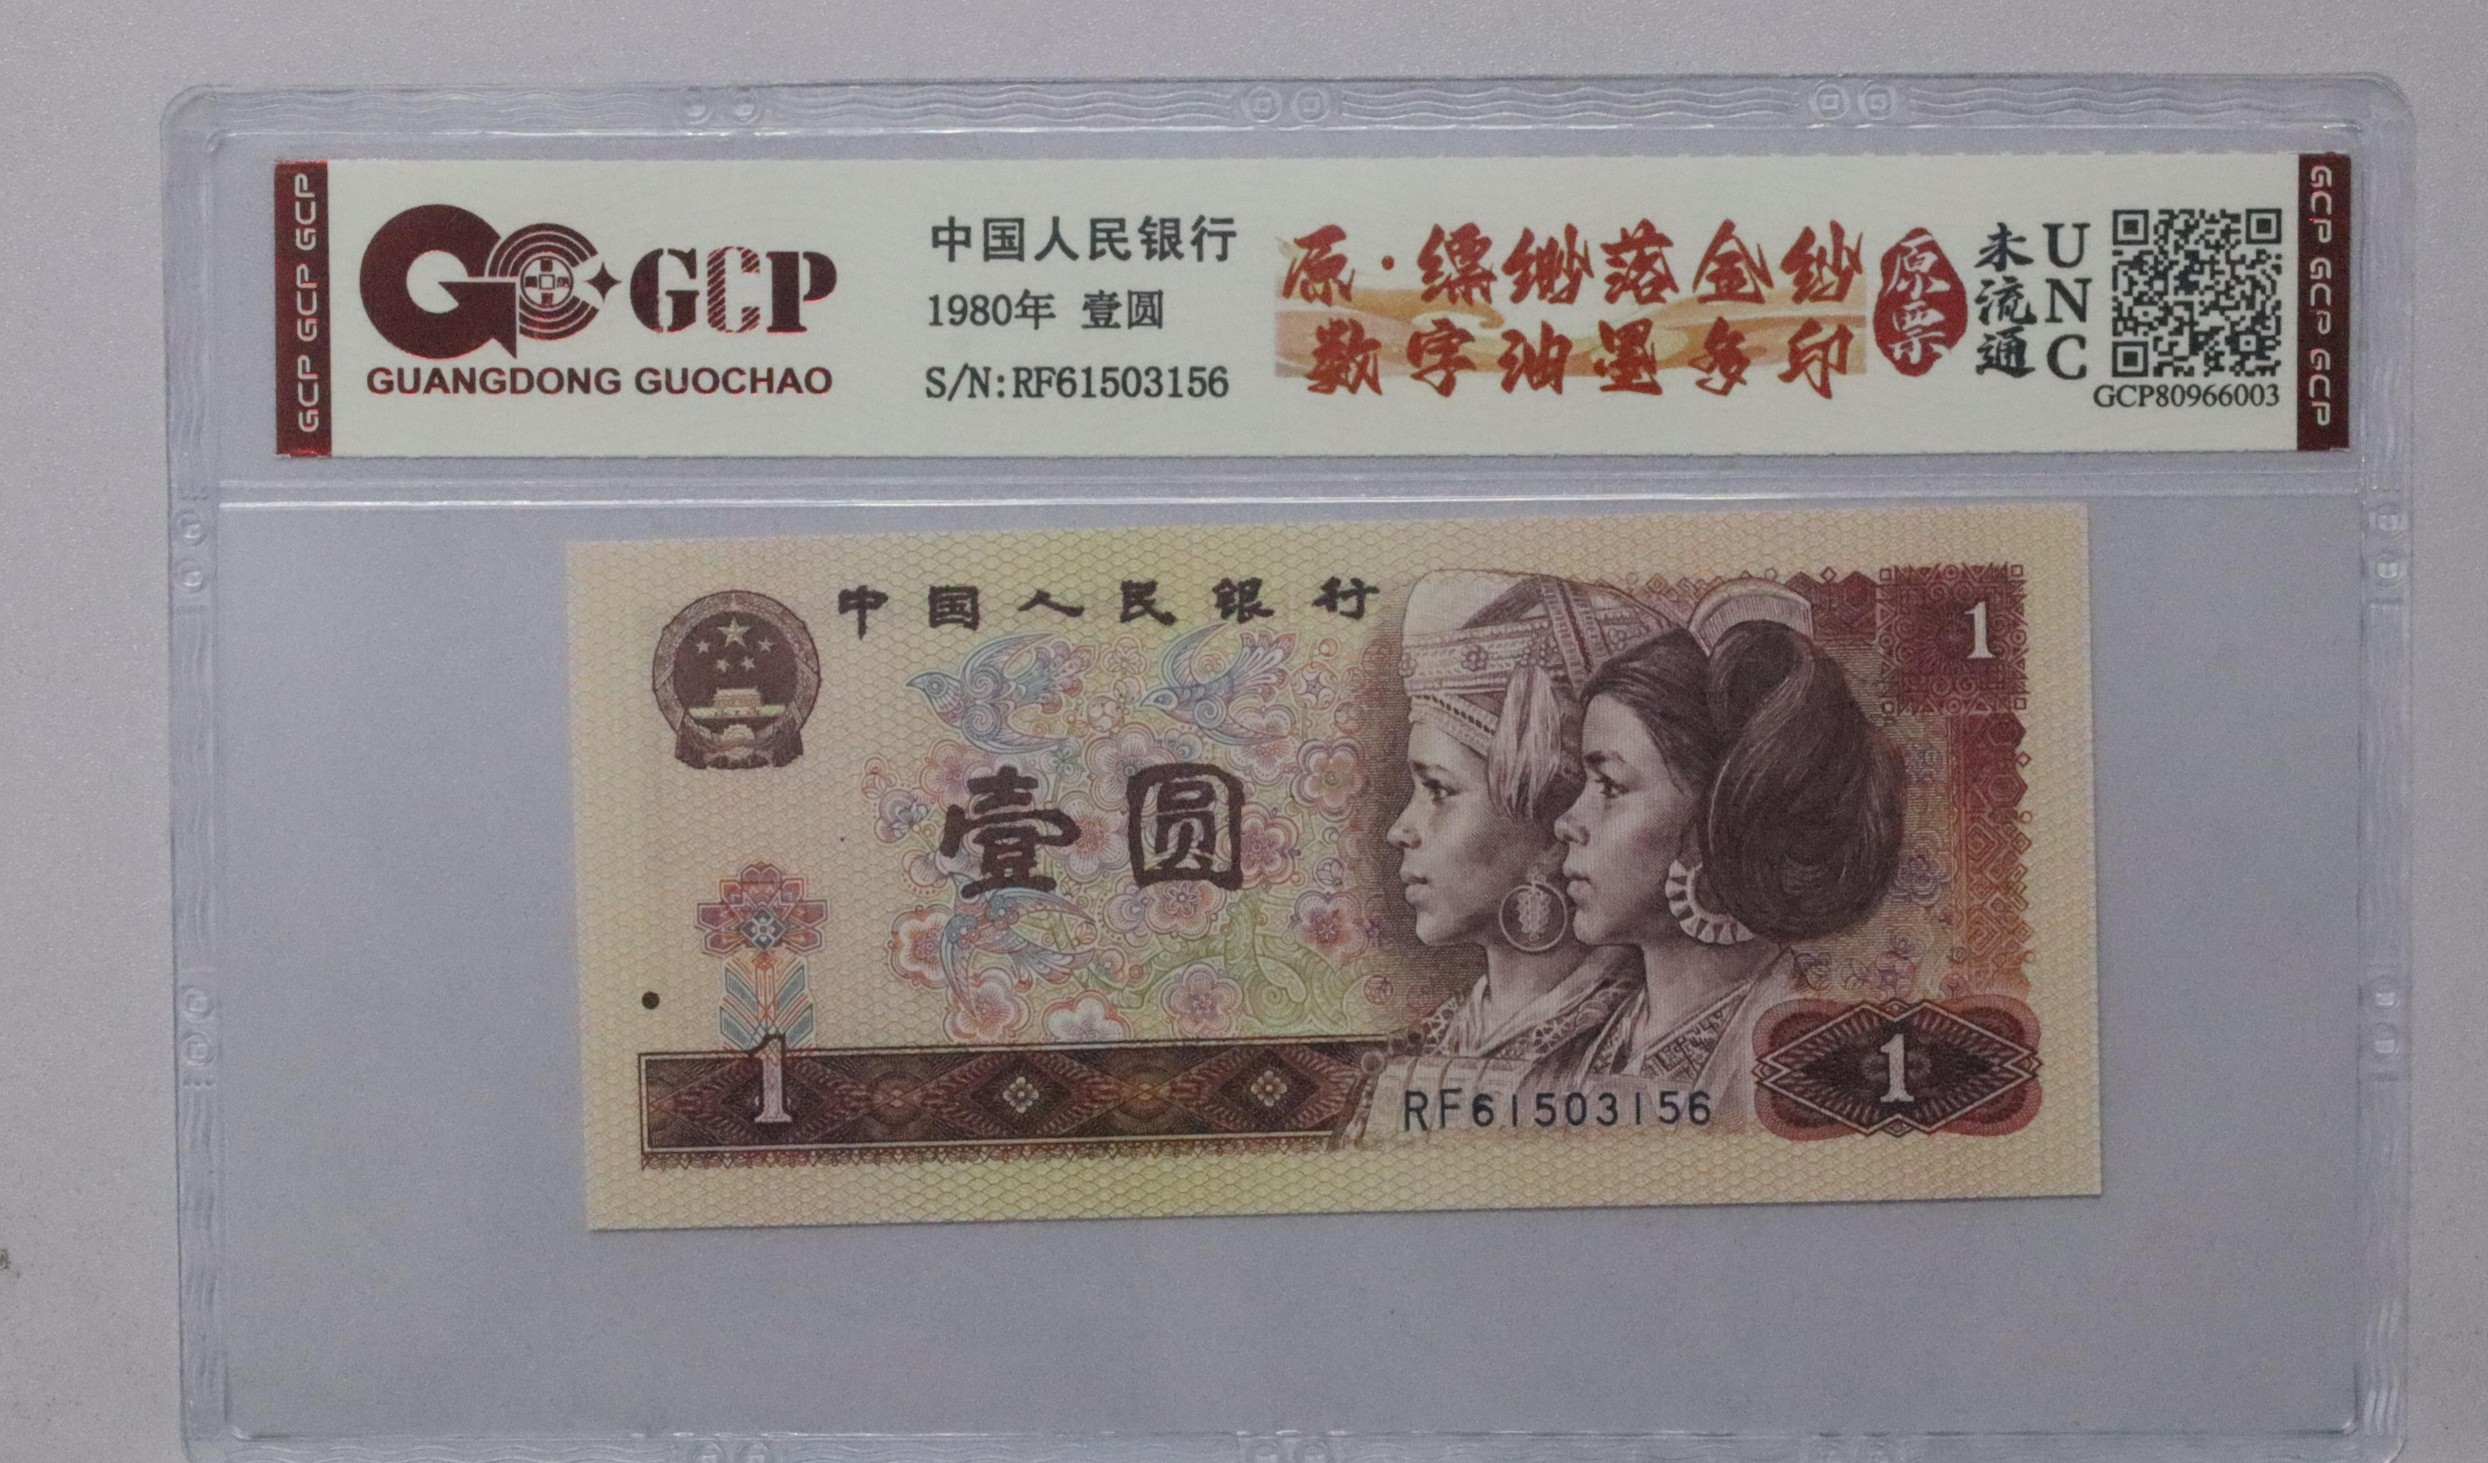 GCP GCP GCP
GCP
GUANGDONG GUOCHAO
中国人民银行
1980年 壹圆
S/N:RF61503156
原·缥缈落金纱
数字油墨多印
原票
未流通
UNC
GCP80966003
GCP GCP GCP
中国人民银行
1
壹圆
1
1
RF61503156